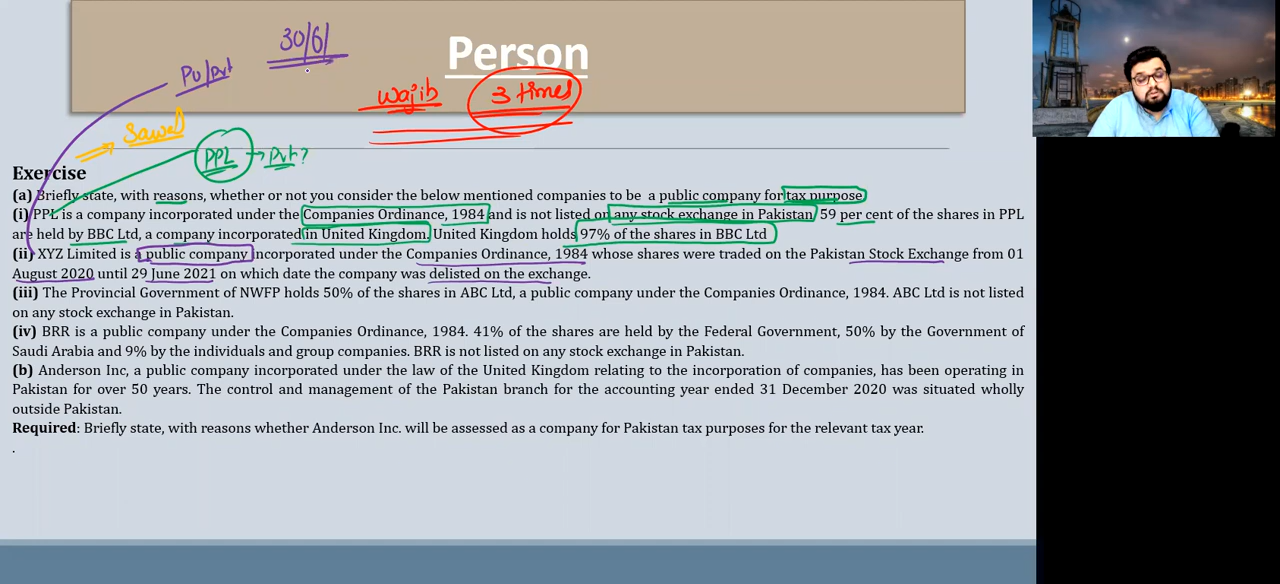 30/6/
Person
Pu/Pvt
wajib 3 times
Sawal
PPL → Pvt?
Exercise
(a) Briefly state, with reasons, whether or not you consider the below mentioned companies to be a public company for tax purpose
(i) PPL is a company incorporated under the Companies Ordinance, 1984 and is not listed on any stock exchange in Pakistan. 59 per cent of the shares in PPL
are held by BBC Ltd, a company incorporated in United Kingdom. United Kingdom holds 97% of the shares in BBC Ltd
(ii) XYZ Limited is a public company incorporated under the Companies Ordinance, 1984 whose shares were traded on the Pakistan Stock Exchange from 01
August 2020 until 29 June 2021 on which date the company was delisted on the exchange.
(iii) The Provincial Government of NWFP holds 50% of the shares in ABC Ltd, a public company under the Companies Ordinance, 1984. ABC Ltd is not listed
on any stock exchange in Pakistan.
(iv) BRR is a public company under the Companies Ordinance, 1984. 41% of the shares are held by the Federal Government, 50% by the Government of
Saudi Arabia and 9% by the individuals and group companies. BRR is not listed on any stock exchange in Pakistan.
(b) Anderson Inc, a public company incorporated under the law of the United Kingdom relating to the incorporation of companies, has been operating in
Pakistan for over 50 years. The control and management of the Pakistan branch for the accounting year ended 31 December 2020 was situated wholly
outside Pakistan.
Required: Briefly state, with reasons whether Anderson Inc. will be assessed as a company for Pakistan tax purposes for the relevant tax year.
.